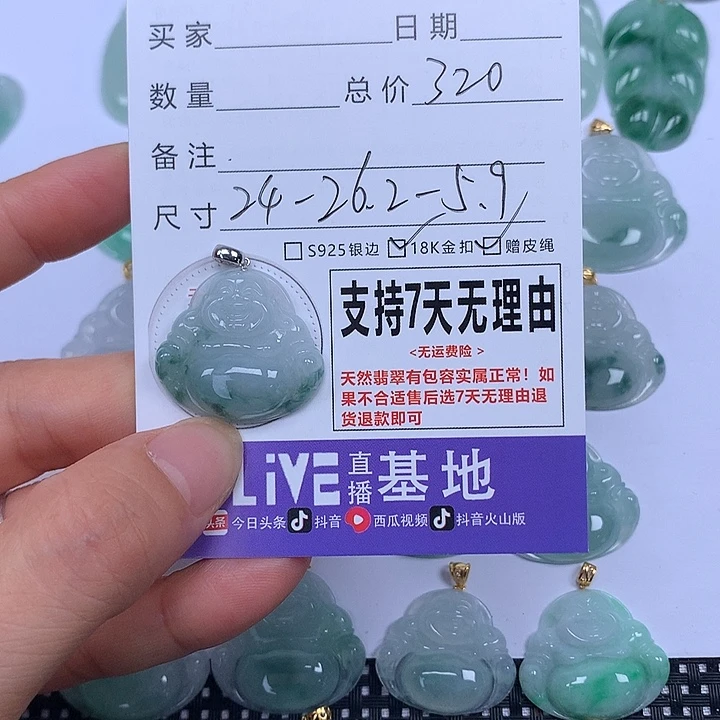 买家 日期
数量 总价 320
备注
尺寸 24-26.2-5.9
S925银边 18K金扣 赠皮绳
支持7天无理由
<无运费险>
天然翡翠有包容实属正常！如
果不合适售后选7天无理由退
货退款即可
LiVE 直播 基地
头条 今日头条 抖音 西瓜视频 抖音火山版